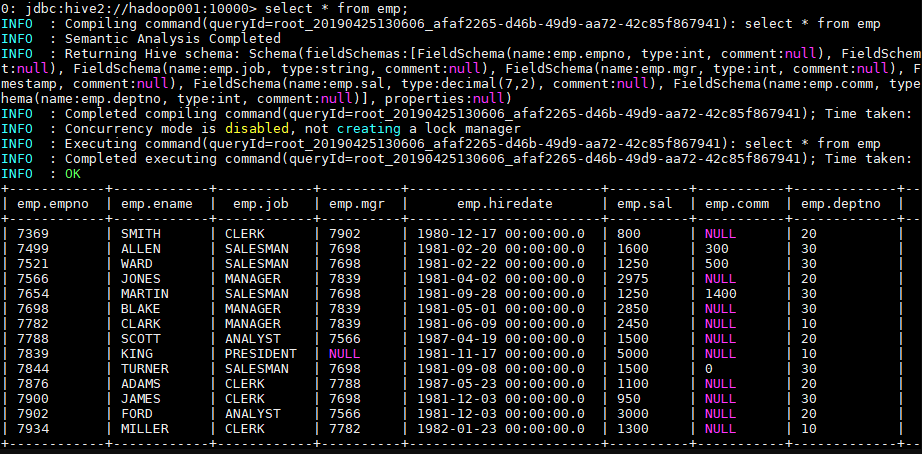 0: jdbc:hive2://hadoop001:10000> select * from emp;
INFO  : Compiling command(queryId=root_20190425130606_afaf2265-d46b-49d9-aa72-42c85f867941): select * from emp
INFO  : Semantic Analysis Completed
INFO  : Returning Hive schema: Schema(fieldSchemas:[FieldSchema(name:emp.empno, type:int, comment:null), FieldSchem
t:null), FieldSchema(name:emp.job, type:string, comment:null), FieldSchema(name:emp.mgr, type:int, comment:null), F
mestamp, comment:null), FieldSchema(name:emp.sal, type:decimal(7,2), comment:null), FieldSchema(name:emp.comm, type
hema(name:emp.deptno, type:int, comment:null)], properties:null)
INFO  : Completed compiling command(queryId=root_20190425130606_afaf2265-d46b-49d9-aa72-42c85f867941); Time taken:
INFO  : Concurrency mode is disabled, not creating a lock manager
INFO  : Executing command(queryId=root_20190425130606_afaf2265-d46b-49d9-aa72-42c85f867941): select * from emp
INFO  : Completed executing command(queryId=root_20190425130606_afaf2265-d46b-49d9-aa72-42c85f867941); Time taken:
INFO  : OK
+------------+------------+------------+----------+------------------------+----------+-----------+-------------+
| emp.empno  | emp.ename  |  emp.job   | emp.mgr  |      emp.hiredate      | emp.sal  | emp.comm  | emp.deptno  |
+------------+------------+------------+----------+------------------------+----------+-----------+-------------+
| 7369       | SMITH      | CLERK      | 7902     | 1980-12-17 00:00:00.0  | 800      | NULL      | 20          |
| 7499       | ALLEN      | SALESMAN   | 7698     | 1981-02-20 00:00:00.0  | 1600     | 300       | 30          |
| 7521       | WARD       | SALESMAN   | 7698     | 1981-02-22 00:00:00.0  | 1250     | 500       | 30          |
| 7566       | JONES      | MANAGER    | 7839     | 1981-04-02 00:00:00.0  | 2975     | NULL      | 20          |
| 7654       | MARTIN     | SALESMAN   | 7698     | 1981-09-28 00:00:00.0  | 1250     | 1400      | 30          |
| 7698       | BLAKE      | MANAGER    | 7839     | 1981-05-01 00:00:00.0  | 2850     | NULL      | 30          |
| 7782       | CLARK      | MANAGER    | 7839     | 1981-06-09 00:00:00.0  | 2450     | NULL      | 10          |
| 7788       | SCOTT      | ANALYST    | 7566     | 1987-04-19 00:00:00.0  | 1500     | NULL      | 20          |
| 7839       | KING       | PRESIDENT  | NULL     | 1981-11-17 00:00:00.0  | 5000     | NULL      | 10          |
| 7844       | TURNER     | SALESMAN   | 7698     | 1981-09-08 00:00:00.0  | 1500     | 0         | 30          |
| 7876       | ADAMS      | CLERK      | 7788     | 1987-05-23 00:00:00.0  | 1100     | NULL      | 20          |
| 7900       | JAMES      | CLERK      | 7698     | 1981-12-03 00:00:00.0  | 950      | NULL      | 30          |
| 7902       | FORD       | ANALYST    | 7566     | 1981-12-03 00:00:00.0  | 3000     | NULL      | 20          |
| 7934       | MILLER     | CLERK      | 7782     | 1982-01-23 00:00:00.0  | 1300     | NULL      | 10          |
+------------+------------+------------+----------+------------------------+----------+-----------+-------------+